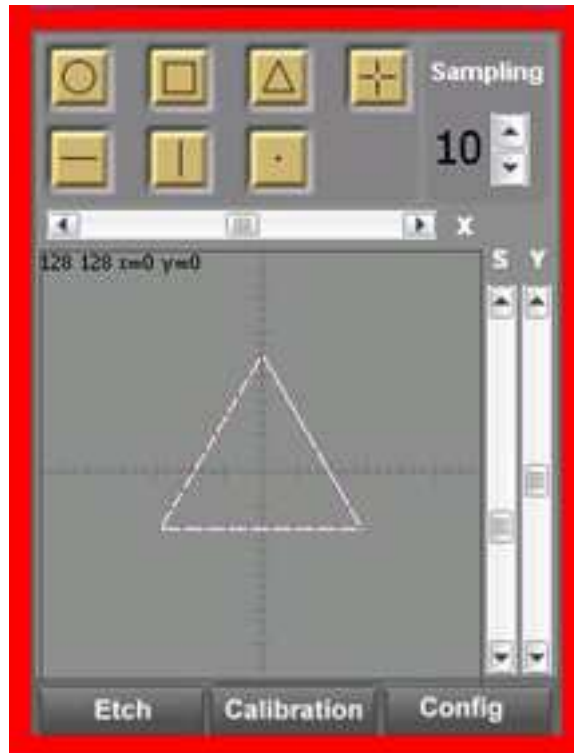 Sampling
10
X
128 128 x=0 y=0
S Y
Etch Calibration Config